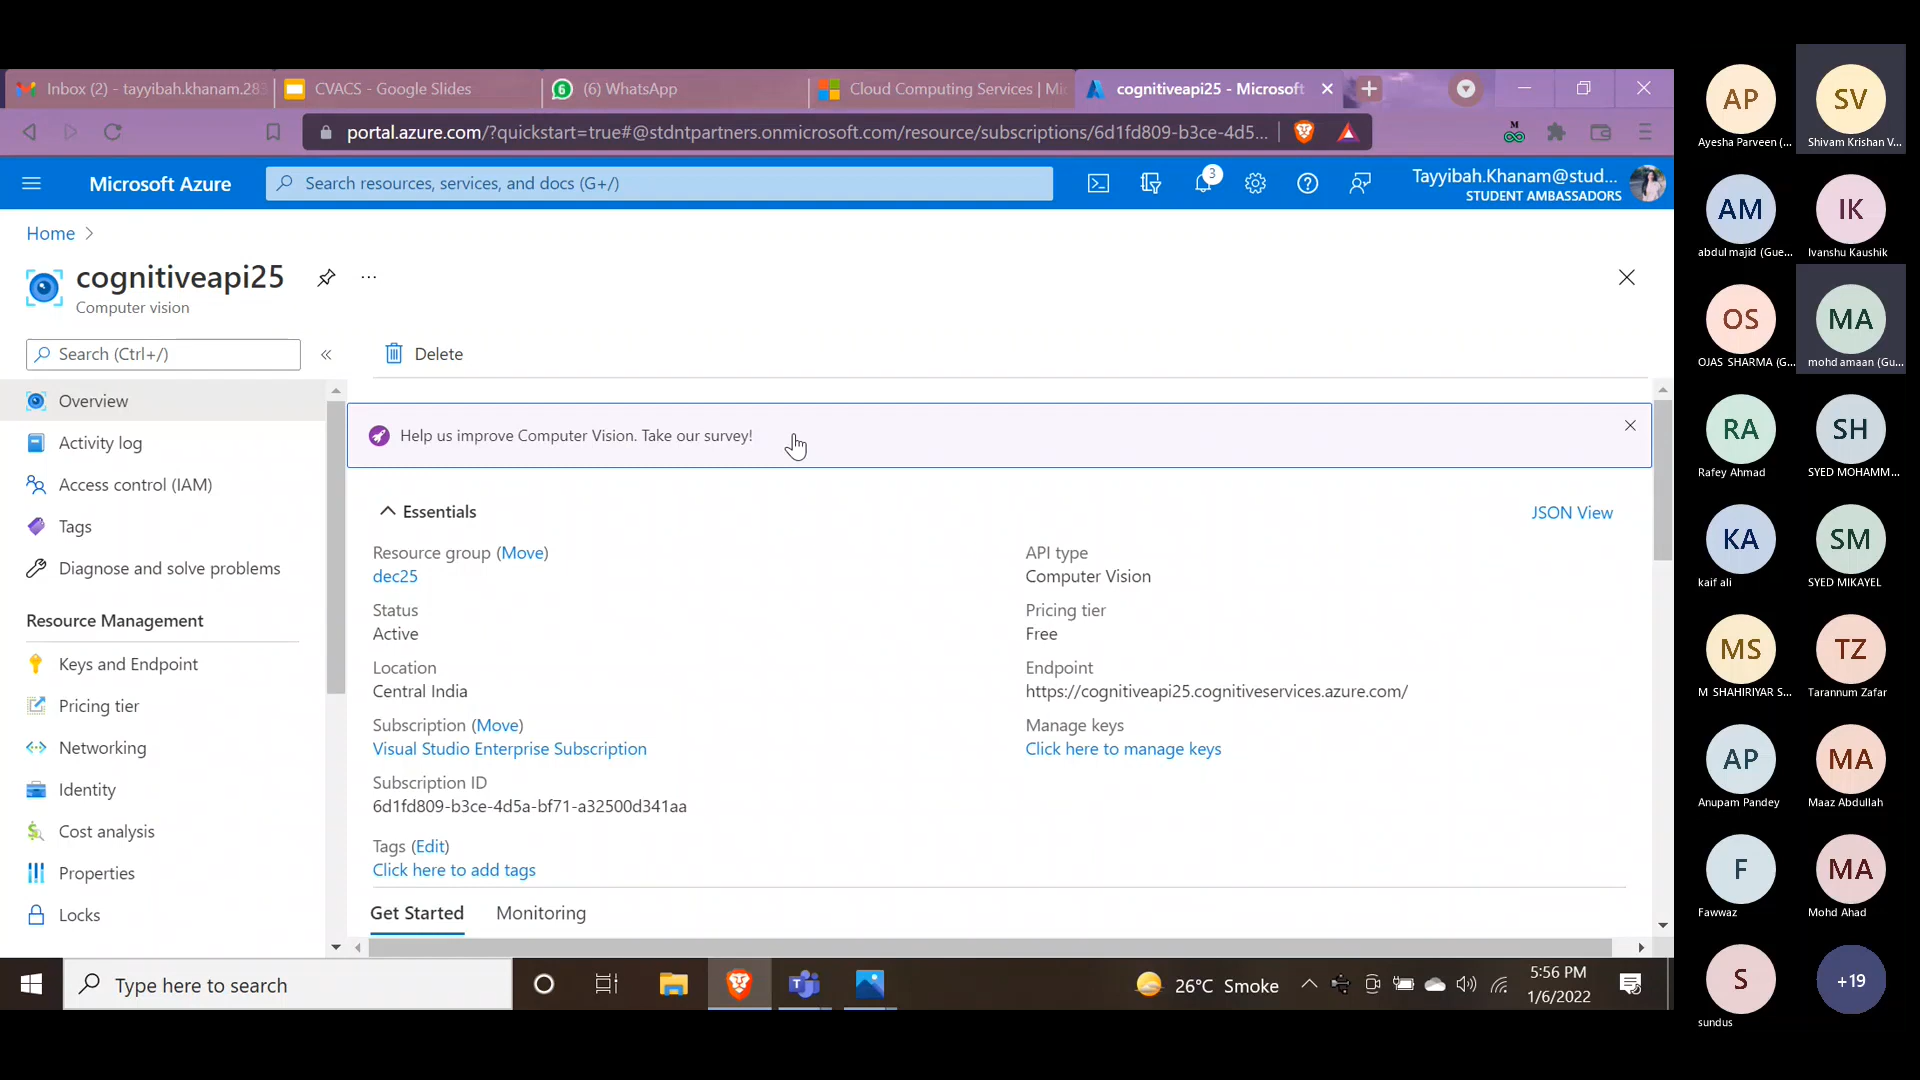 Inbox (2) - tayyibah.khanam.283
CVACS - Google Slides
6
(6) WhatsApp
Cloud Computing Services | Mic
cognitiveapi25 - Microsoft
portal.azure.com/?quickstart=true#@stdntpartners.onmicrosoft.com/resource/subscriptions/6d1fd809-b3ce-4d5...
M
Microsoft Azure
Search resources, services, and docs (G+/)
3
Tayyibah.Khanam@stud...
STUDENT AMBASSADORS
Home
cognitiveapi25
...
Computer vision
Search (Ctrl+/)
«
Delete
Overview
Activity log
Access control (IAM)
Tags
Diagnose and solve problems
Resource Management
Keys and Endpoint
Pricing tier
Networking
Identity
Cost analysis
Properties
Locks
Help us improve Computer Vision. Take our survey!
Essentials
JSON View
Resource group (Move)
dec25
Status
Active
Location
Central India
Subscription (Move)
Visual Studio Enterprise Subscription
Subscription ID
6d1fd809-b3ce-4d5a-bf71-a32500d341aa
Tags (Edit)
Click here to add tags
API type
Computer Vision
Pricing tier
Free
Endpoint
https://cognitiveapi25.cognitiveservices.azure.com/
Manage keys
Click here to manage keys
Get Started
Monitoring
Type here to search
26°C Smoke
5:56 PM
1/6/2022
AP
Ayesha Parveen (...
SV
Shivam Krishan V...
AM
abdul majid (Gue...
IK
Ivanshu Kaushik
OS
OJAS SHARMA (G...
MA
mohd amaan (Gu...
RA
Rafey Ahmad
SH
SYED MOHAMM...
KA
kaif ali
SM
SYED MIKAYEL
MS
M SHAHIRIYAR S...
TZ
Tarannum Zafar
AP
Anupam Pandey
MA
Maaz Abdullah
F
Fawwaz
MA
Mohd Ahad
S
sundus
+19